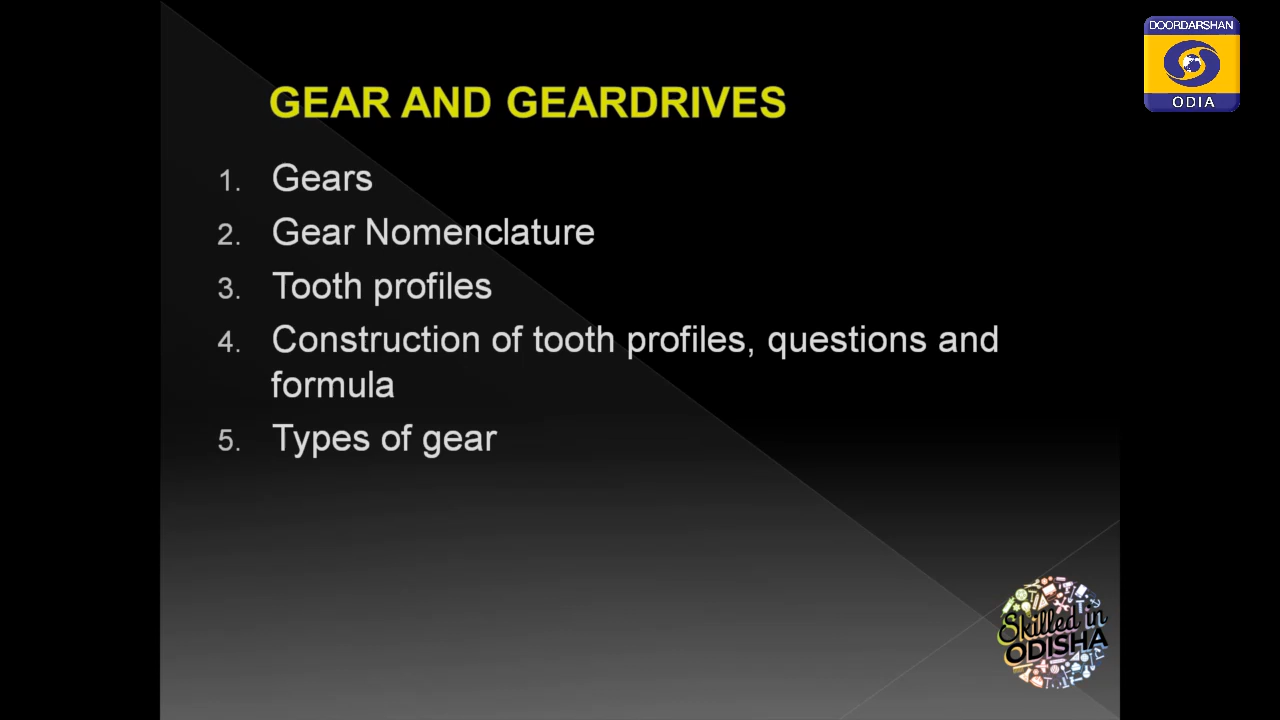 DOORDARSHAN
ODIA
GEAR AND GEARDRIVES
1. Gears
2. Gear Nomenclature
3. Tooth profiles
4. Construction of tooth profiles, questions and
formula
5. Types of gear
Skilled in
ODISHA